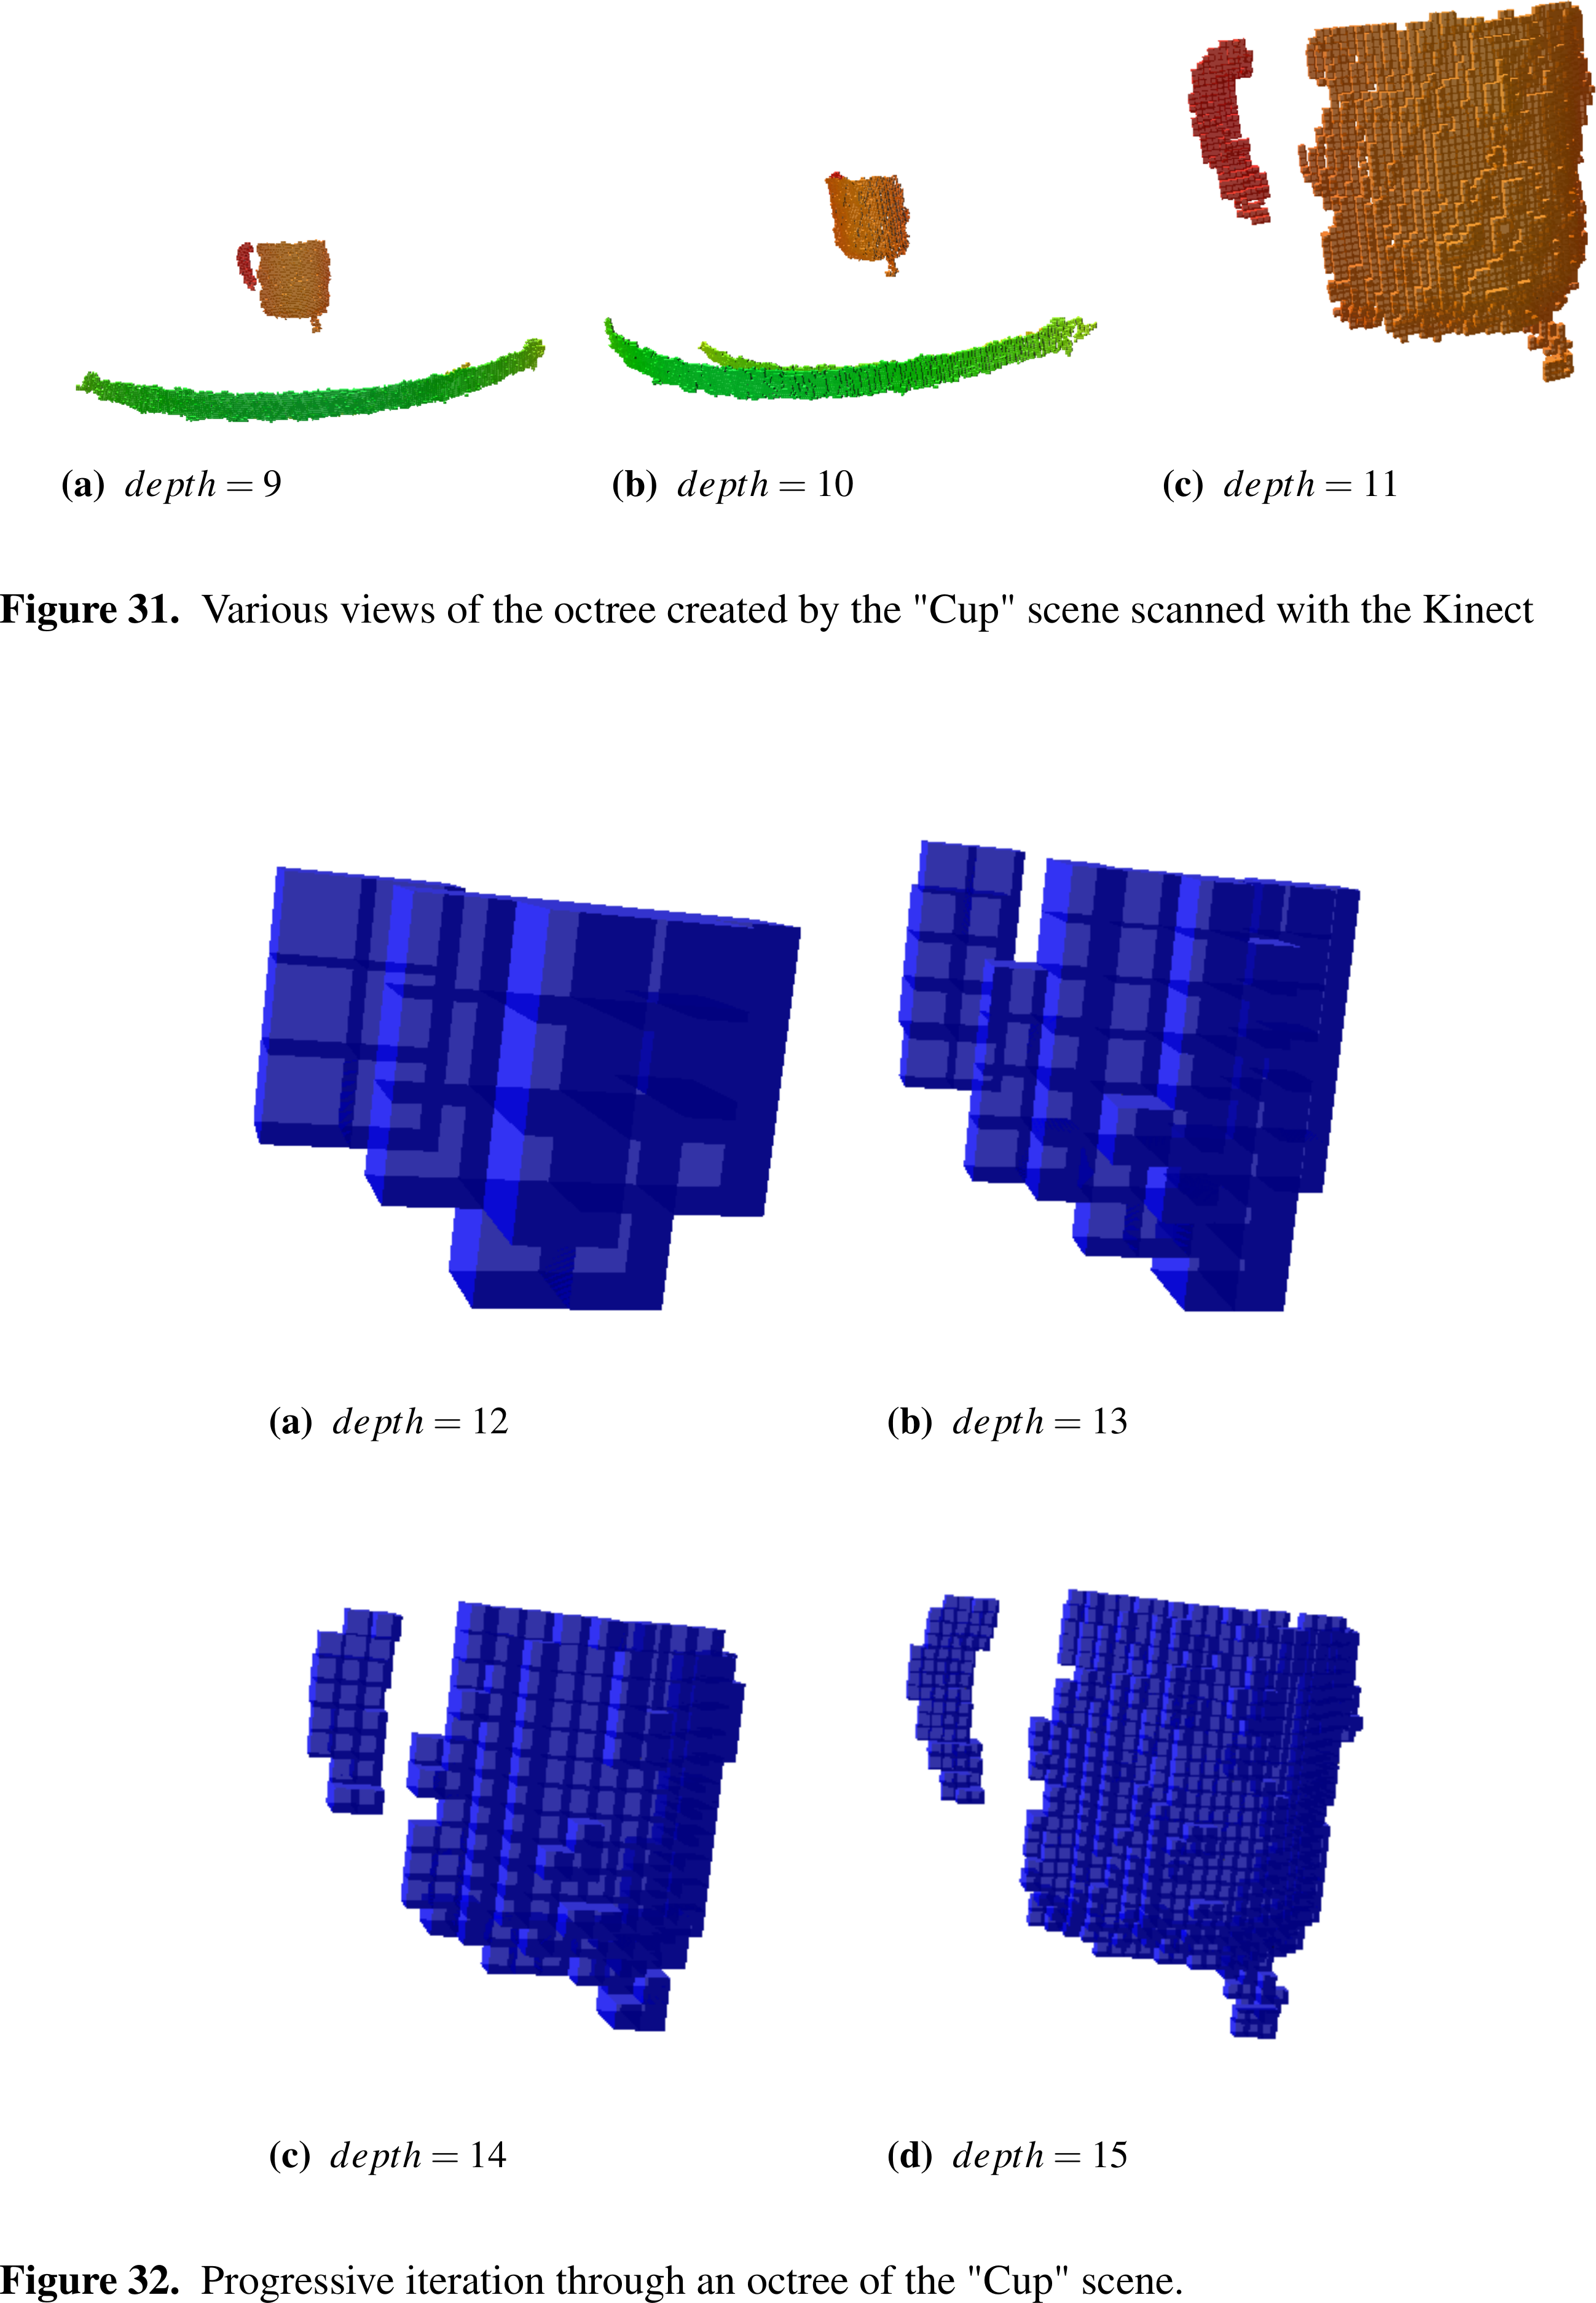 (a) depth = 9
(b) depth = 10
(c) depth = 11
Figure 31. Various views of the octree created by the "Cup" scene scanned with the Kinect
(a) depth = 12
(b) depth = 13
(c) depth = 14
(d) depth = 15
Figure 32. Progressive iteration through an octree of the "Cup" scene.